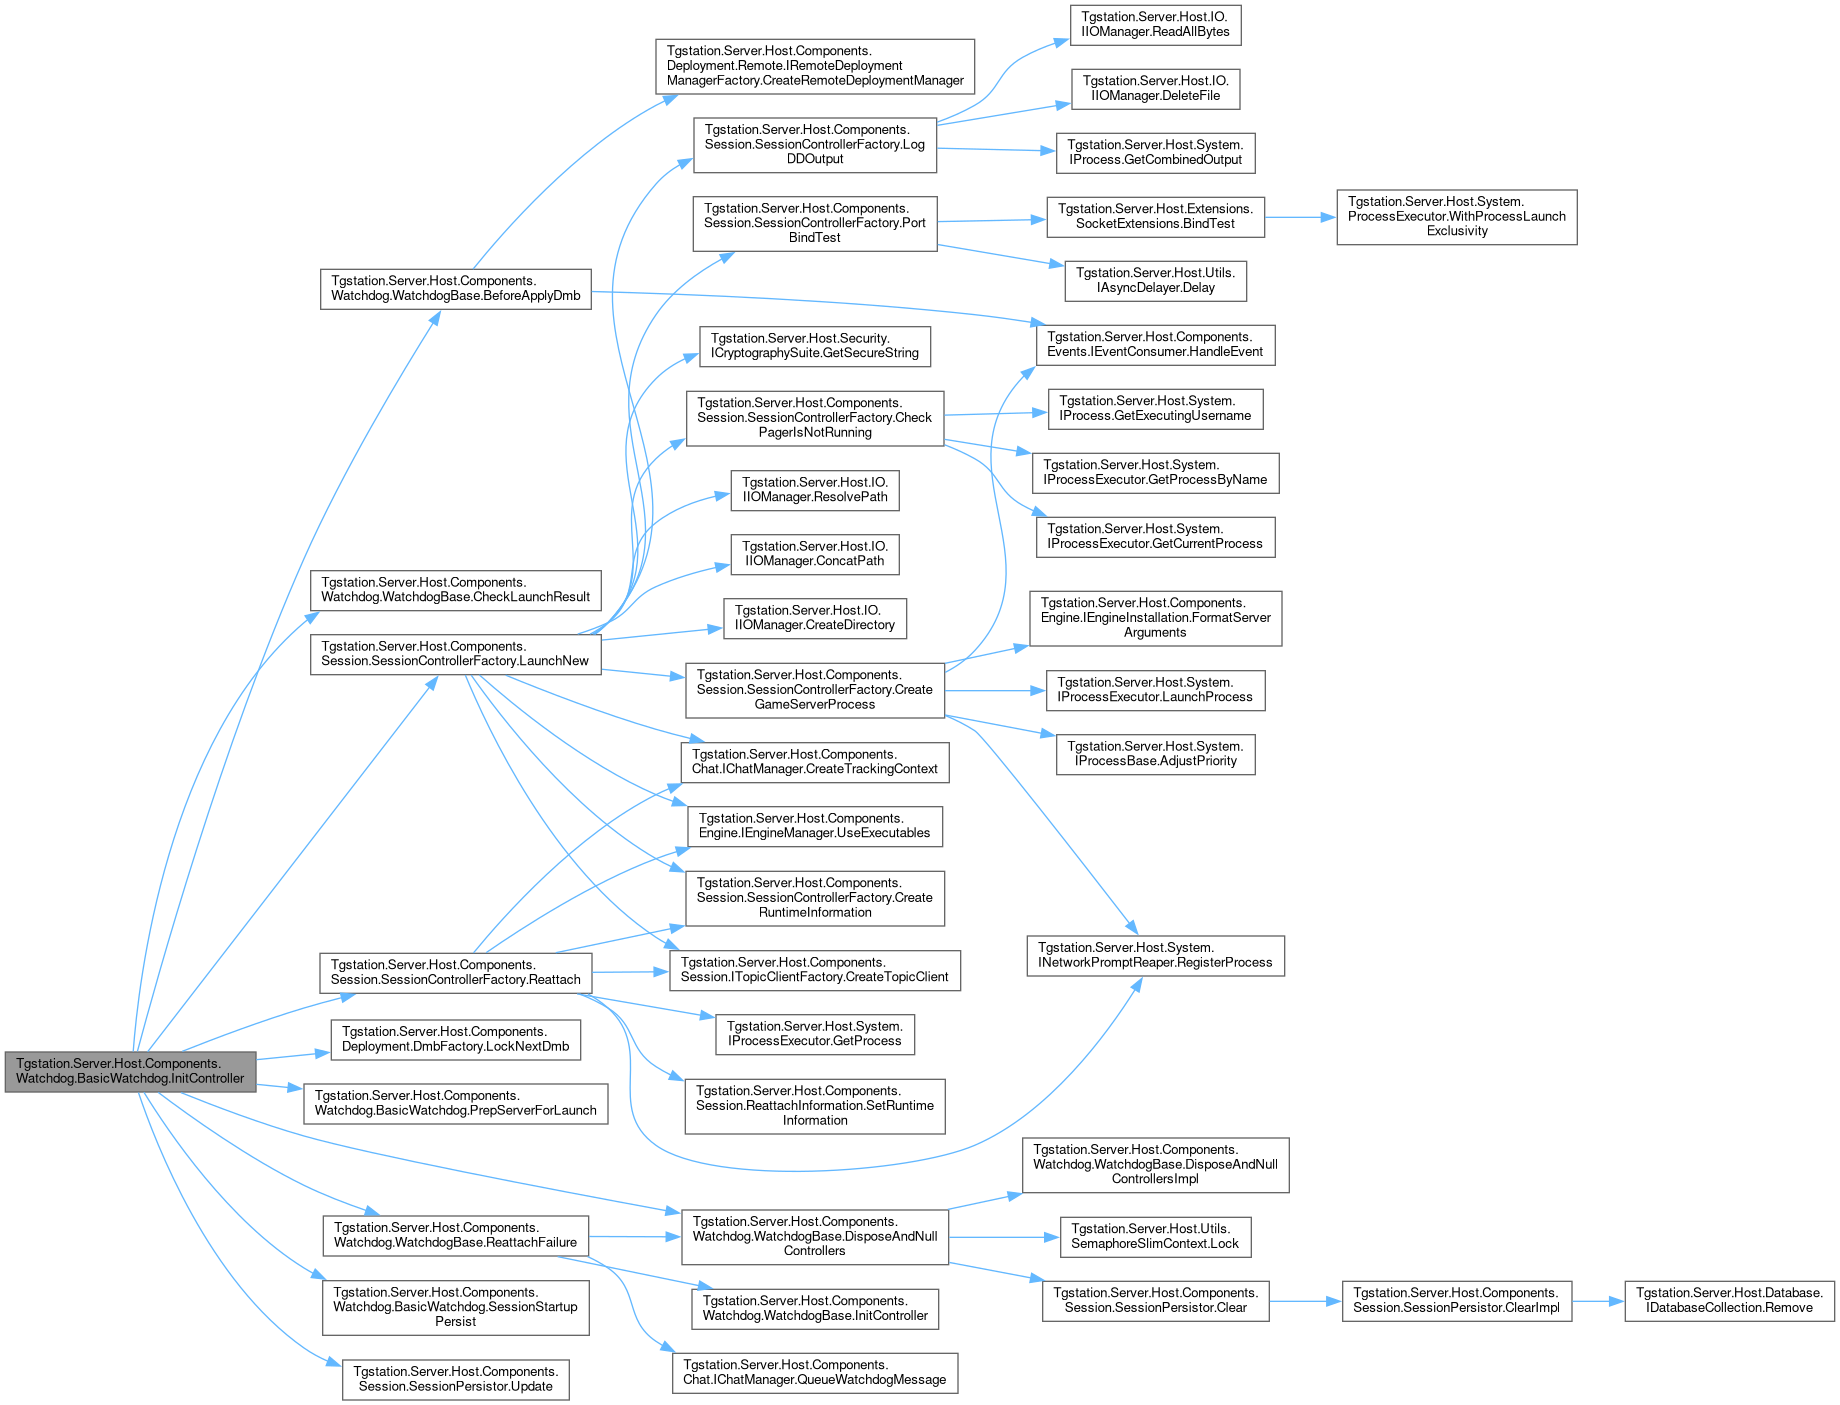 Tgstation.Server.Host.Components.
Watchdog.BasicWatchdog.InitController
Tgstation.Server.Host.Components.
Watchdog.WatchdogBase.BeforeApplyDmb
Tgstation.Server.Host.Components.
Watchdog.WatchdogBase.CheckLaunchResult
Tgstation.Server.Host.Components.
Session.SessionControllerFactory.LaunchNew
Tgstation.Server.Host.Components.
Session.SessionControllerFactory.Reattach
Tgstation.Server.Host.Components.
Deployment.DmbFactory.LockNextDmb
Tgstation.Server.Host.Components.
Watchdog.BasicWatchdog.PrepServerForLaunch
Tgstation.Server.Host.Components.
Watchdog.WatchdogBase.ReattachFailure
Tgstation.Server.Host.Components.
Watchdog.BasicWatchdog.SessionStartup
Persist
Tgstation.Server.Host.Components.
Session.SessionPersistor.Update
Tgstation.Server.Host.Components.
Deployment.Remote.IRemoteDeployment
ManagerFactory.CreateRemoteDeploymentManager
Tgstation.Server.Host.Components.
Session.SessionControllerFactory.Log
DDOutput
Tgstation.Server.Host.Components.
Session.SessionControllerFactory.Port
BindTest
Tgstation.Server.Host.Security.
ICryptographySuite.GetSecureString
Tgstation.Server.Host.Components.
Session.SessionControllerFactory.Check
PagerIsNotRunning
Tgstation.Server.Host.IO.
IIOManager.ResolvePath
Tgstation.Server.Host.IO.
IIOManager.ConcatPath
Tgstation.Server.Host.IO.
IIOManager.CreateDirectory
Tgstation.Server.Host.Components.
Session.SessionControllerFactory.Create
GameServerProcess
Tgstation.Server.Host.Components.
Chat.IChatManager.CreateTrackingContext
Tgstation.Server.Host.Components.
Engine.IEngineManager.UseExecutables
Tgstation.Server.Host.Components.
Session.SessionControllerFactory.Create
RuntimeInformation
Tgstation.Server.Host.Components.
Session.ITopicClientFactory.CreateTopicClient
Tgstation.Server.Host.System.
IProcessExecutor.GetProcess
Tgstation.Server.Host.Components.
Session.ReattachInformation.SetRuntime
Information
Tgstation.Server.Host.Components.
Watchdog.WatchdogBase.DisposeAndNull
Controllers
Tgstation.Server.Host.Components.
Watchdog.WatchdogBase.InitController
Tgstation.Server.Host.Components.
Chat.IChatManager.QueueWatchdogMessage
Tgstation.Server.Host.IO.
IIOManager.ReadAllBytes
Tgstation.Server.Host.IO.
IIOManager.DeleteFile
Tgstation.Server.Host.System.
IProcess.GetCombinedOutput
Tgstation.Server.Host.Extensions.
SocketExtensions.BindTest
Tgstation.Server.Host.Utils.
IAsyncDelayer.Delay
Tgstation.Server.Host.Components.
Events.IEventConsumer.HandleEvent
Tgstation.Server.Host.System.
IProcess.GetExecutingUsername
Tgstation.Server.Host.System.
IProcessExecutor.GetProcessByName
Tgstation.Server.Host.System.
IProcessExecutor.GetCurrentProcess
Tgstation.Server.Host.Components.
Engine.IEngineInstallation.FormatServer
Arguments
Tgstation.Server.Host.System.
IProcessExecutor.LaunchProcess
Tgstation.Server.Host.System.
IProcessBase.AdjustPriority
Tgstation.Server.Host.System.
INetworkPromptReaper.RegisterProcess
Tgstation.Server.Host.Components.
Watchdog.WatchdogBase.DisposeAndNull
ControllersImpl
Tgstation.Server.Host.Utils.
SemaphoreSlimContext.Lock
Tgstation.Server.Host.Components.
Session.SessionPersistor.Clear
Tgstation.Server.Host.System.
ProcessExecutor.WithProcessLaunch
Exclusivity
Tgstation.Server.Host.Components.
Session.SessionPersistor.ClearImpl
Tgstation.Server.Host.Database.
IDatabaseCollection.Remove